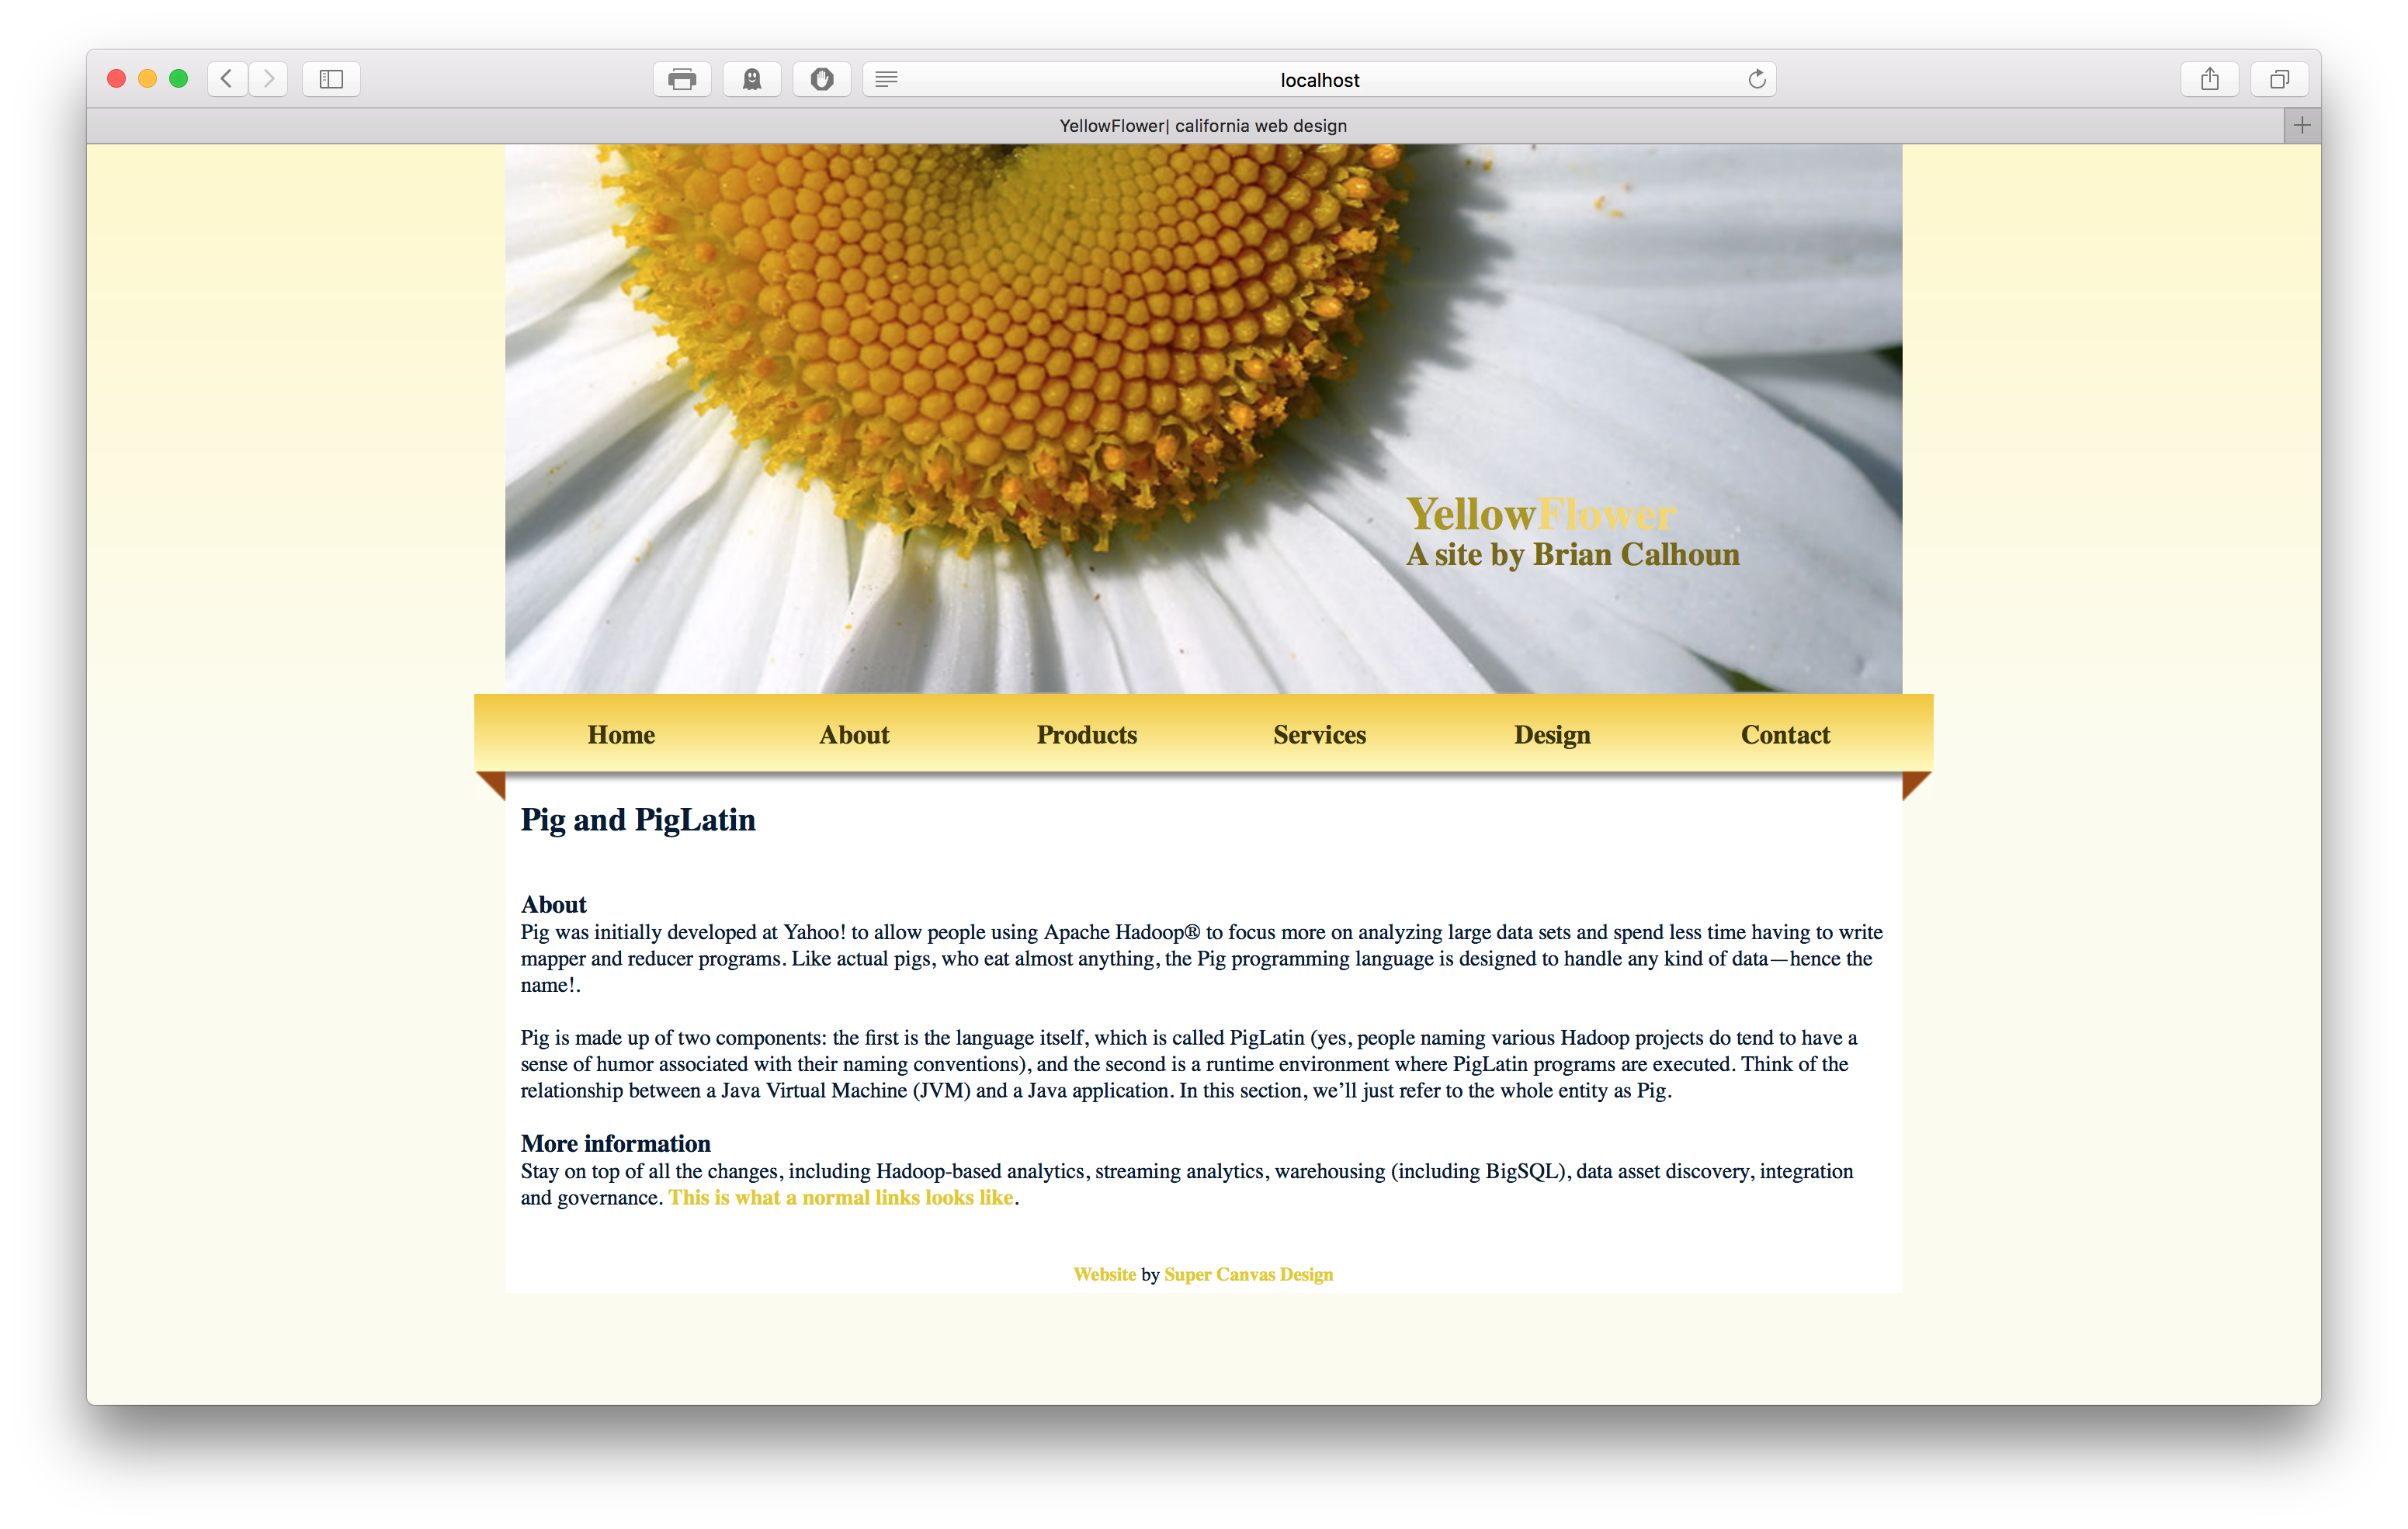 localhost
YellowFlower| california web design
YellowFlower
A site by Brian Calhoun
Home About Products Services Design Contact
Pig and PigLatin
About
Pig was initially developed at Yahoo! to allow people using Apache Hadoop® to focus more on analyzing large data sets and spend less time having to write
mapper and reducer programs. Like actual pigs, who eat almost anything, the Pig programming language is designed to handle any kind of data—hence the
name!.
Pig is made up of two components: the first is the language itself, which is called PigLatin (yes, people naming various Hadoop projects do tend to have a
sense of humor associated with their naming conventions), and the second is a runtime environment where PigLatin programs are executed. Think of the
relationship between a Java Virtual Machine (JVM) and a Java application. In this section, we’ll just refer to the whole entity as Pig.
More information
Stay on top of all the changes, including Hadoop-based analytics, streaming analytics, warehousing (including BigSQL), data asset discovery, integration
and governance. This is what a normal links looks like.
Website by Super Canvas Design